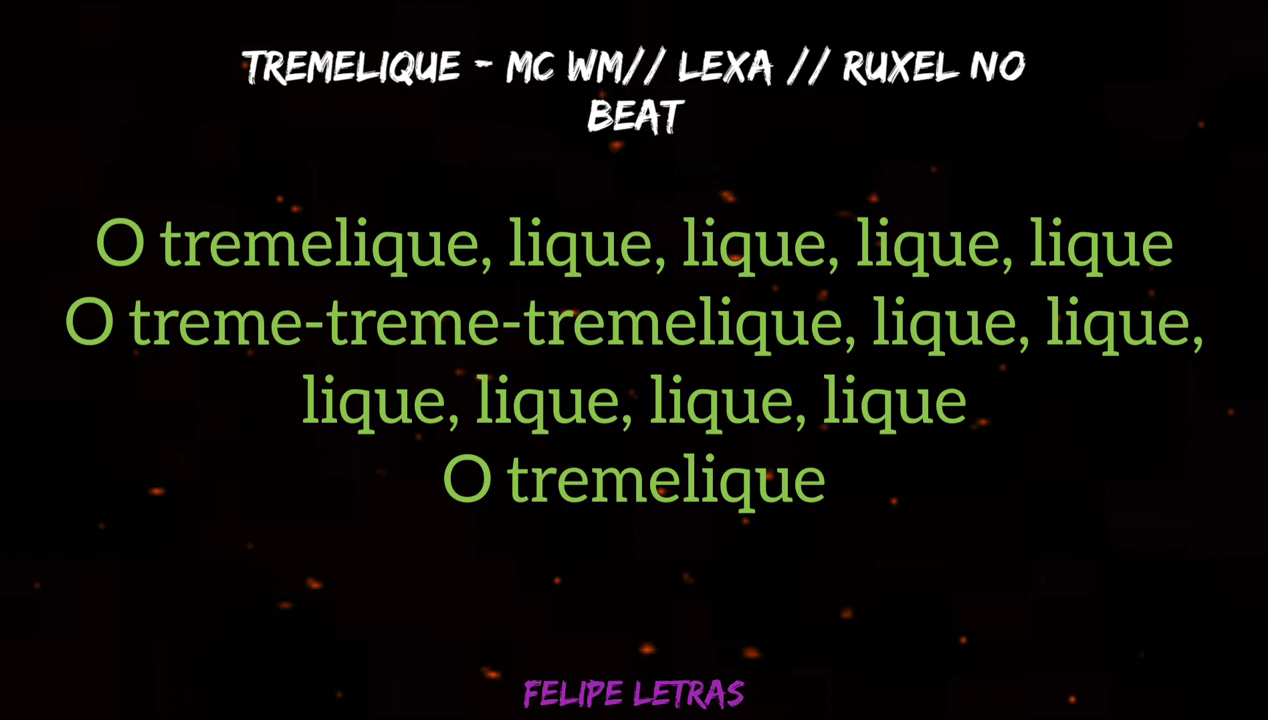 TREMELIQUE - MC WM// LEXA // RUXEL NO
BEAT
O tremelique, lique, lique, lique, lique
O treme-treme-tremelique, lique, lique,
lique, lique, lique, lique
O tremelique
FELIPE LETRAS